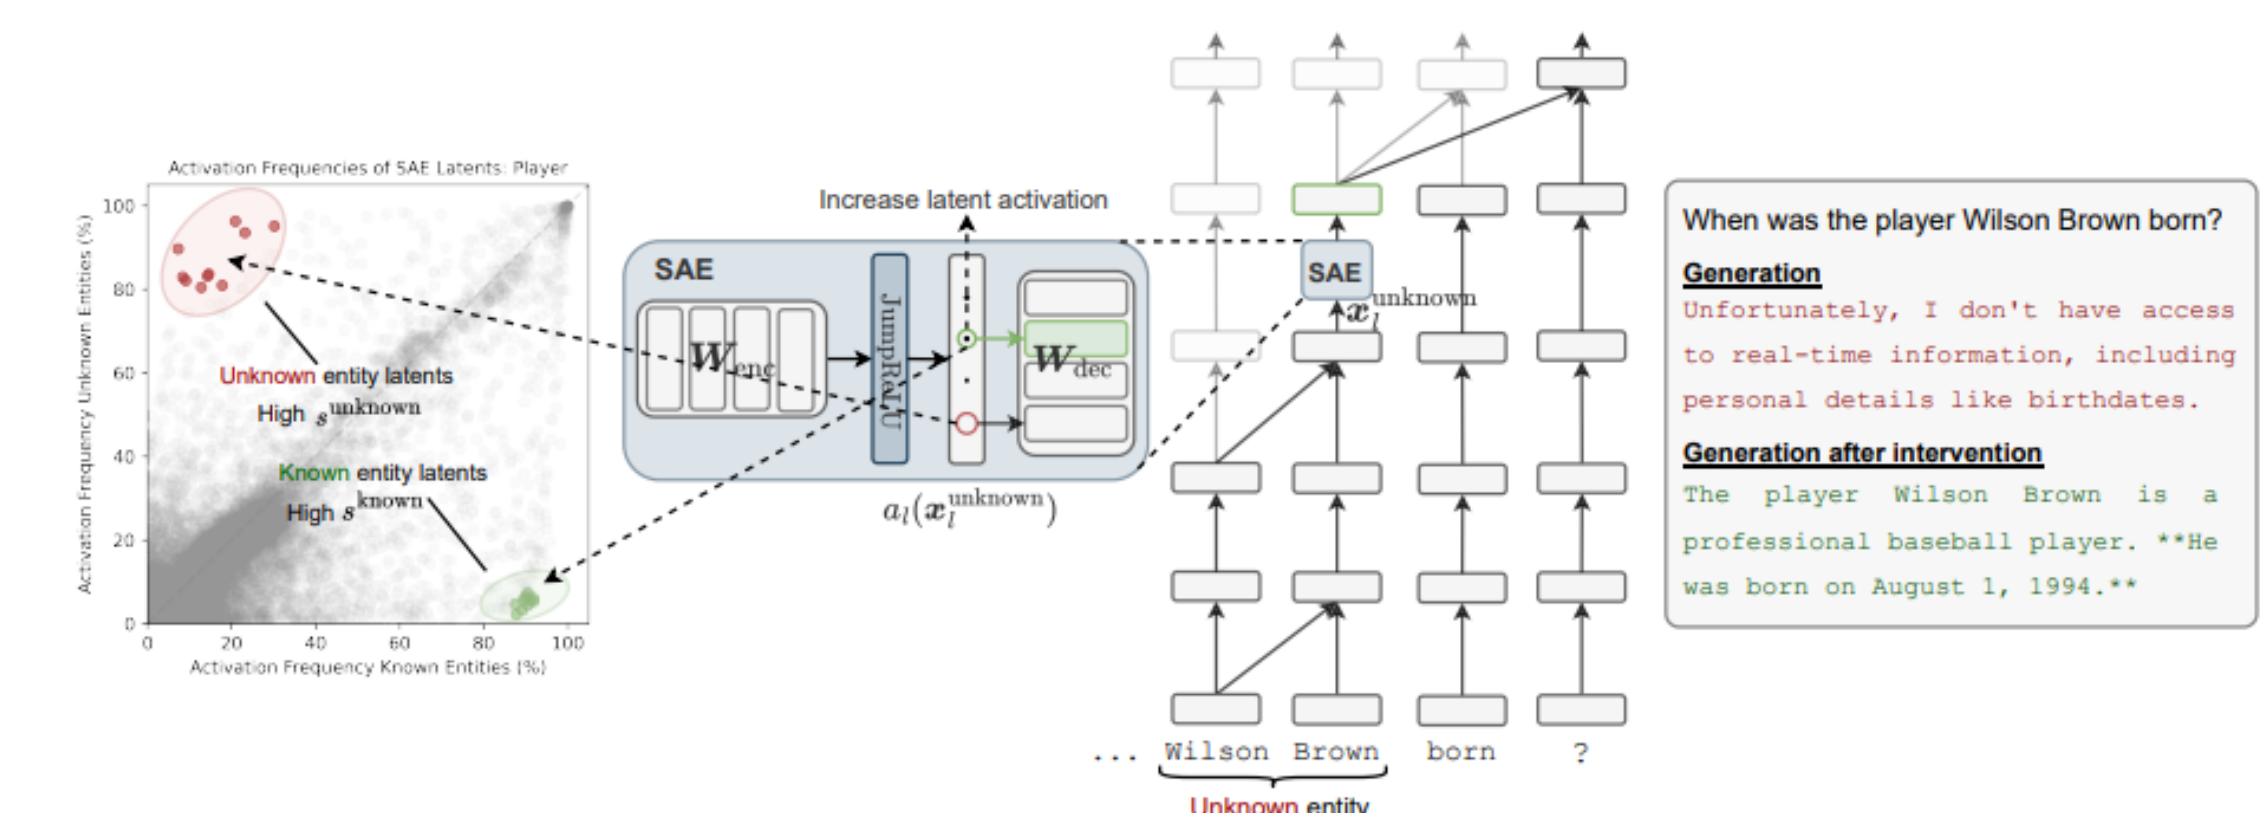 Activation Frequencies of SAE Latents: Player
Activation Frequency Unknown Entities (%)
100
80
60
40
20
0
0 20 40 60 80 100
Activation Frequency Known Entities (%)
Unknown entity latents
High s^unknown
Known entity latents
High s^known
Increase latent activation
SAE
W_enc
JumpReLU
W_dec
a_l(x_l^unknown)
SAE
x_l^unknown
... Wilson Brown born ?
Unknown entity
When was the player Wilson Brown born?
Generation
Unfortunately, I don't have access
to real-time information, including
personal details like birthdates.
Generation after intervention
The player Wilson Brown is a
professional baseball player. **He
was born on August 1, 1994.**